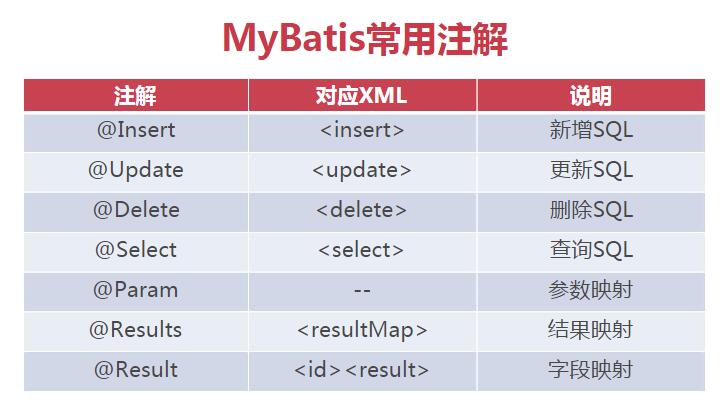 MyBatis常用注解
注解 对应XML 说明
@Insert <insert> 新增SQL
@Update <update> 更新SQL
@Delete <delete> 删除SQL
@Select <select> 查询SQL
@Param -- 参数映射
@Results <resultMap> 结果映射
@Result <id><result> 字段映射